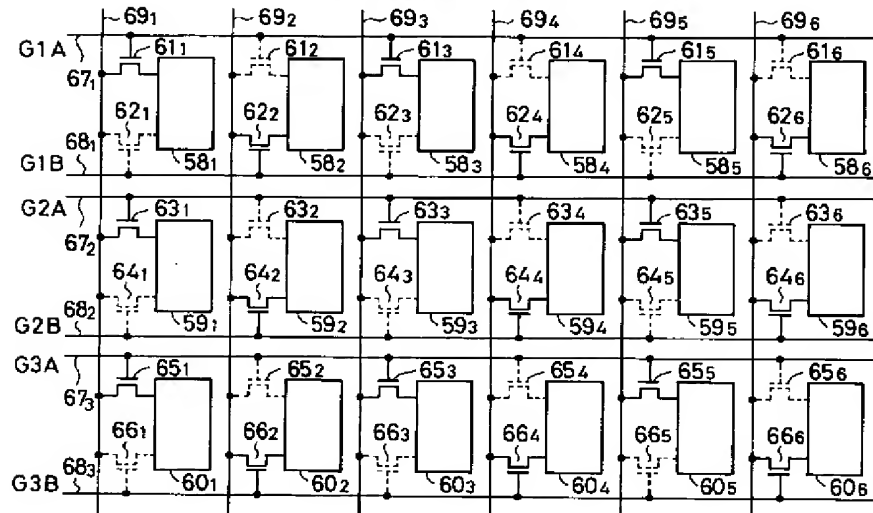 69₁ 69₂ 69₃ 69₄ 69₅ 69₆
G1A 61₁ 61₂ 61₃ 61₄ 61₅ 61₆
67₁
68₁ 62₁ 62₂ 62₃ 62₄ 62₅ 62₆
G1B 58₁ 58₂ 58₃ 58₄ 58₅ 58₆
G2A 63₁ 63₂ 63₃ 63₄ 63₅ 63₆
67₂
64₁ 64₂ 64₃ 64₄ 64₅ 64₆
68₂
G2B 59₁ 59₂ 59₃ 59₄ 59₅ 59₆
G3A 65₁ 65₂ 65₃ 65₄ 65₅ 65₆
67₃
66₁ 66₂ 66₃ 66₄ 66₅ 66₆
68₃
G3B 60₁ 60₂ 60₃ 60₄ 60₅ 60₆